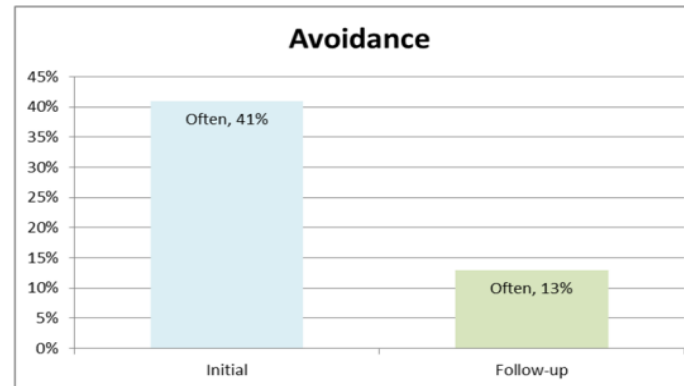 Avoidance
45%
40%
35%
30%
25%
20%
15%
10%
5%
0%
Often, 41%
Often, 13%
Initial
Follow-up